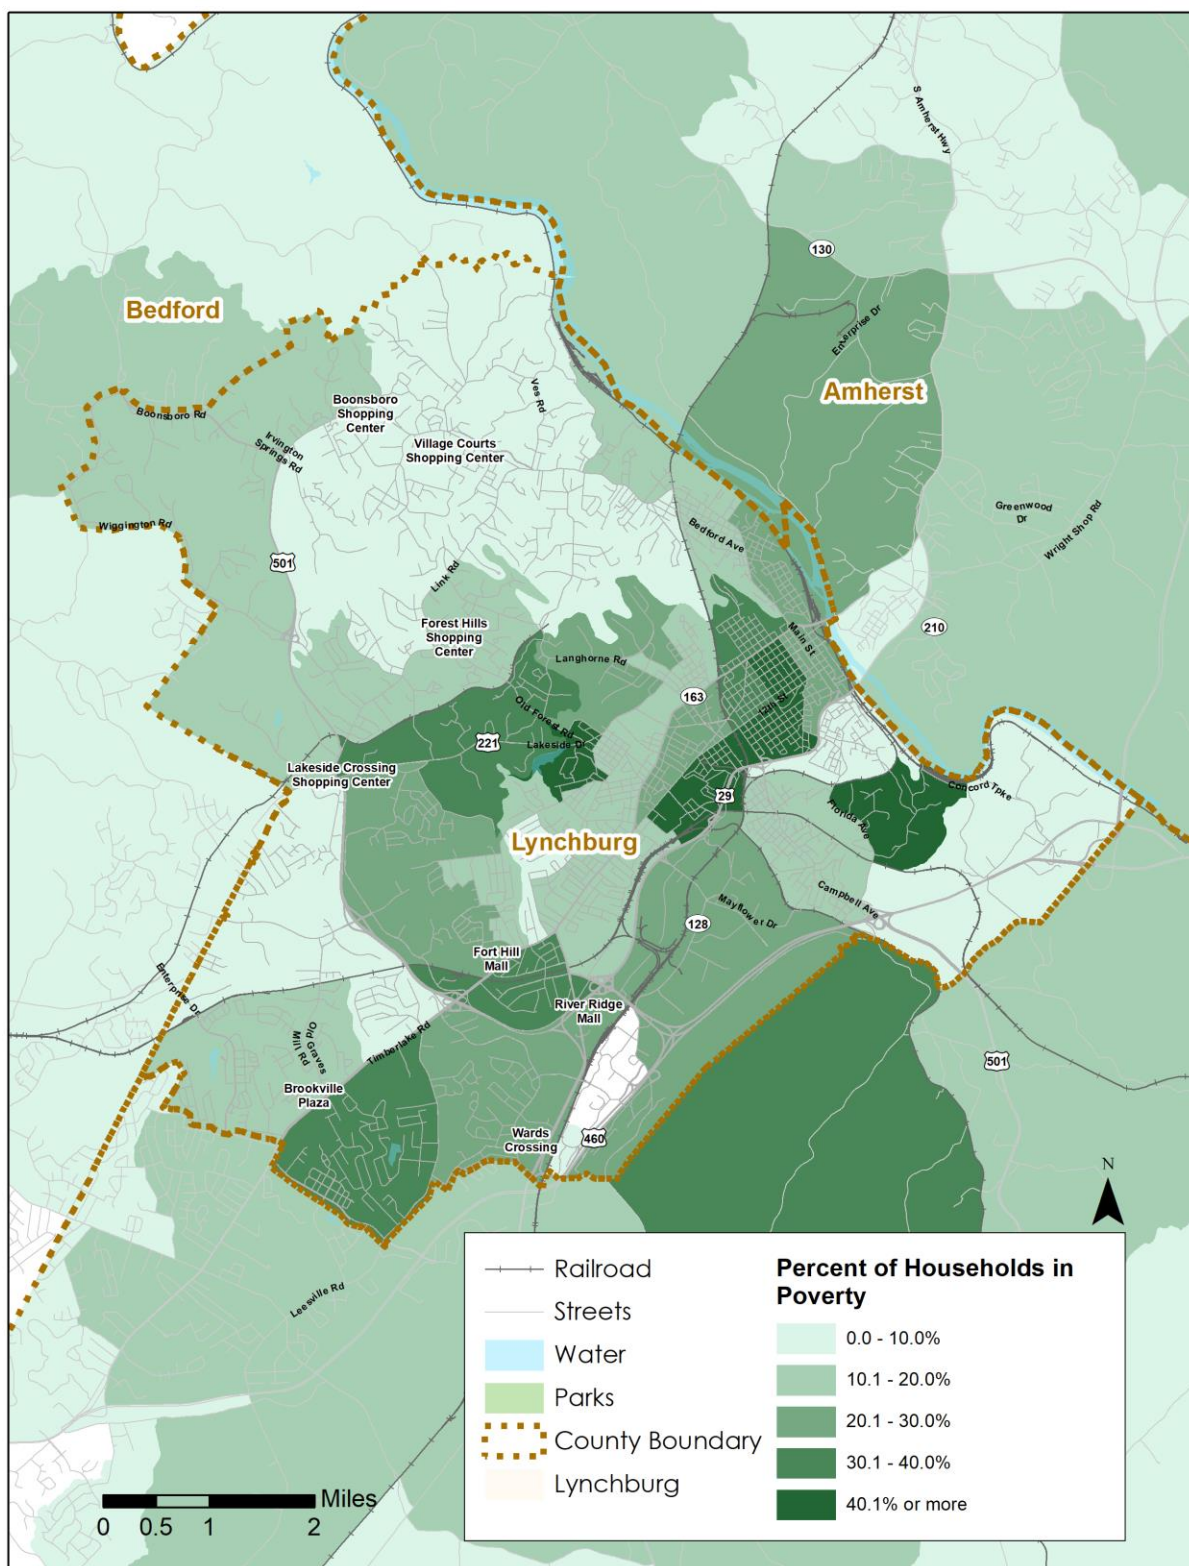 S Amherst Hwy
130
Bedford
Enterprise Dr
Amherst
Ves Rd
Boonsboro
Shopping
Center
Boonsboro Rd
Village Courts
Shopping Center
Irvington
Springs Rd
Greenwood
Dr
Wright Shop Rd
Wiggington Rd
Bedford Ave
501
Link Rd
Forest Hills
Shopping
Center
210
Main St
Langhorne Rd
163
12th St
Old Forest Rd
221
Lakeside Dr
Lakeside Crossing
Shopping Center
29
Concord Tpke
Florida Ave
Lynchburg
Campbell Ave
Mayflower Dr
128
Fort Hill
Mall
Enterprise Dr
River Ridge
Mall
Old Graves
Mill Rd
Timberlake Rd
501
Brookville
Plaza
Wards
Crossing
460
N
Leesville Rd
Railroad
Streets
Water
Parks
County Boundary
Lynchburg
Percent of Households in
Poverty
0.0 - 10.0%
10.1 - 20.0%
20.1 - 30.0%
30.1 - 40.0%
40.1% or more
Miles
0 0.5 1 2